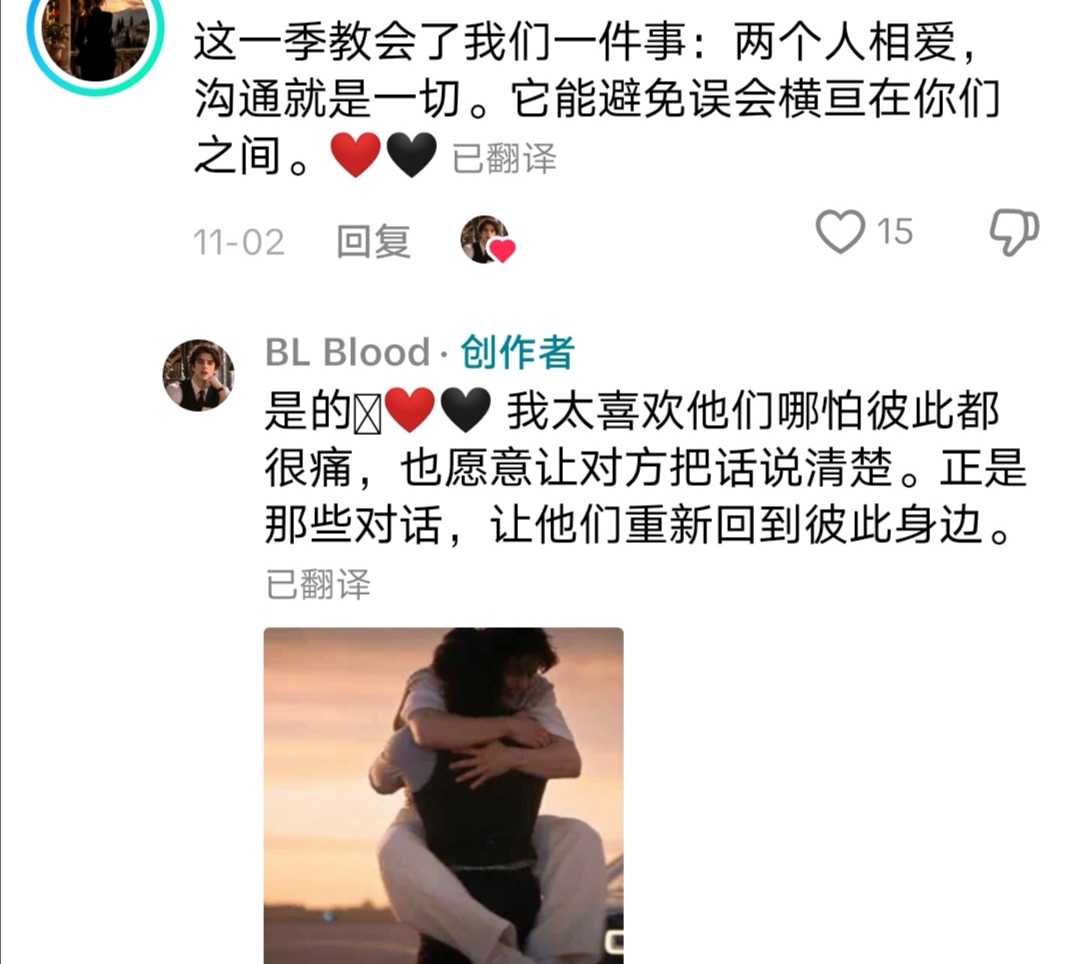 这一季教会了我们一件事：两个人相爱，
沟通就是一切。它能避免误会横亘在你们
之间。❤️🖤 已翻译
11-02 回复 15
BL Blood · 创作者
是的❤️🖤 我太喜欢他们哪怕彼此都
很痛，也愿意让对方把话说清楚。正是
那些对话，让他们重新回到彼此身边。
已翻译